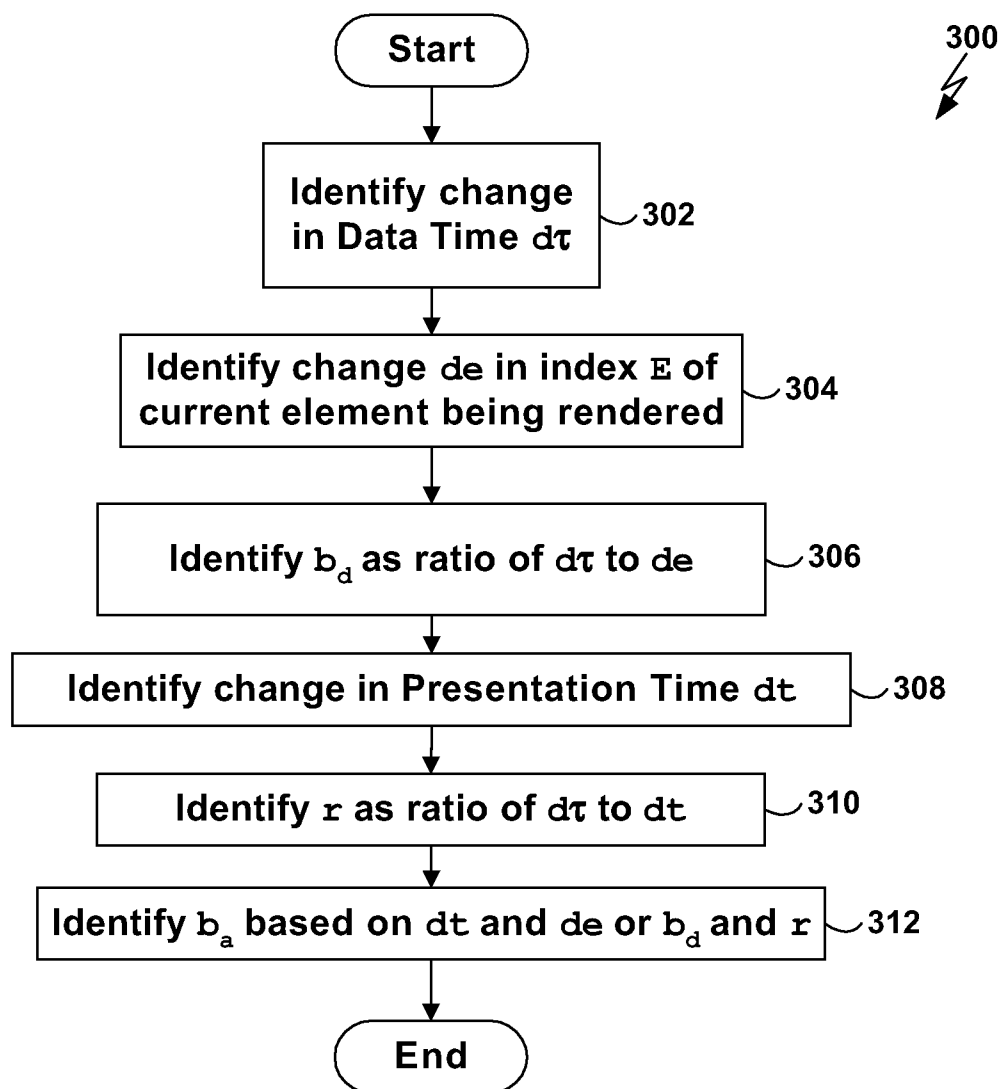 Start
300
Identify change
in Data Time dτ
302
Identify change de in index E of
current element being rendered
304
Identify b_d as ratio of dτ to de
306
Identify change in Presentation Time dt
308
Identify r as ratio of dτ to dt
310
Identify b_a based on dt and de or b_d and r
312
End